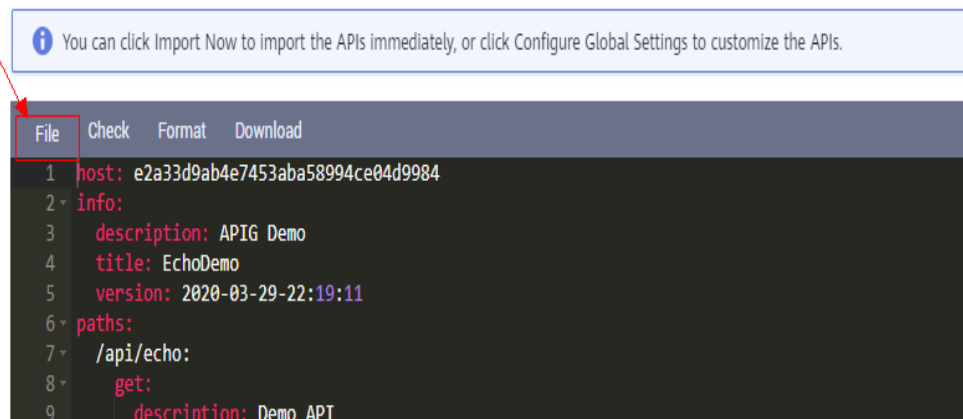 You can click Import Now to import the APIs immediately, or click Configure Global Settings to customize the APIs.
File Check Format Download
1 host: e2a33d9ab4e7453aba58994ce04d9984
2 info:
3 description: APIG Demo
4 title: EchoDemo
5 version: 2020-03-29-22:19:11
6 paths:
7 /api/echo:
8 get:
9 description: Demo API